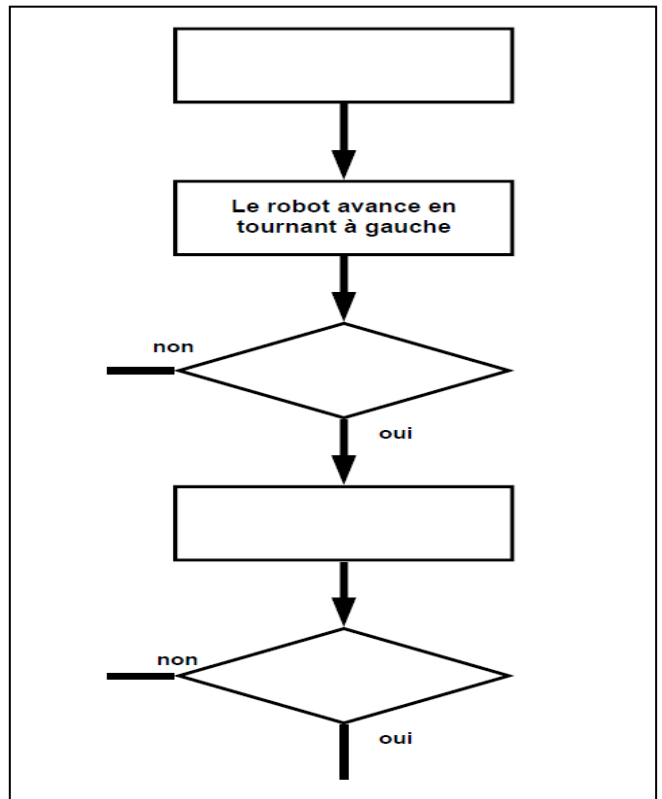 Le robot avance en
tournant à gauche
non
oui
non
oui